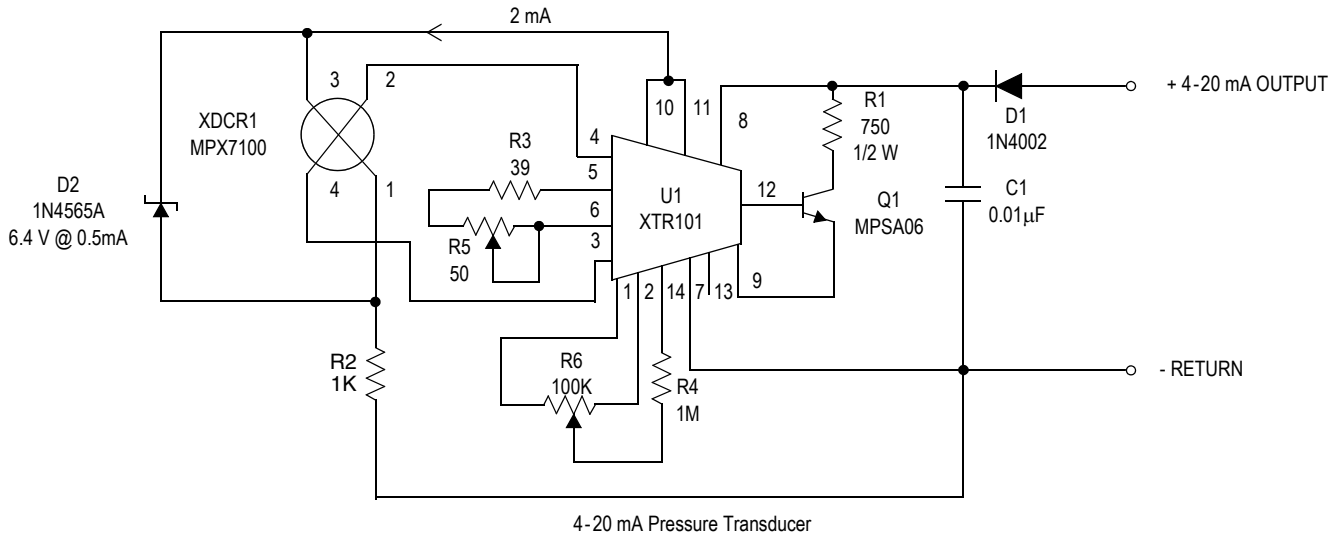 2 mA
3
2
XDCR1
MPX7100
4
1
D2
1N4565A
6.4 V @ 0.5mA
R3
39
R5
50
4
5
6
3
10
11
8
U1
XTR101
12
R1
750
1/2 W
Q1
MPSA06
D1
1N4002
+ 4-20 mA OUTPUT
C1
0.01µF
1
2
14
7
13
9
R2
1K
R6
100K
R4
1M
- RETURN
4-20 mA Pressure Transducer